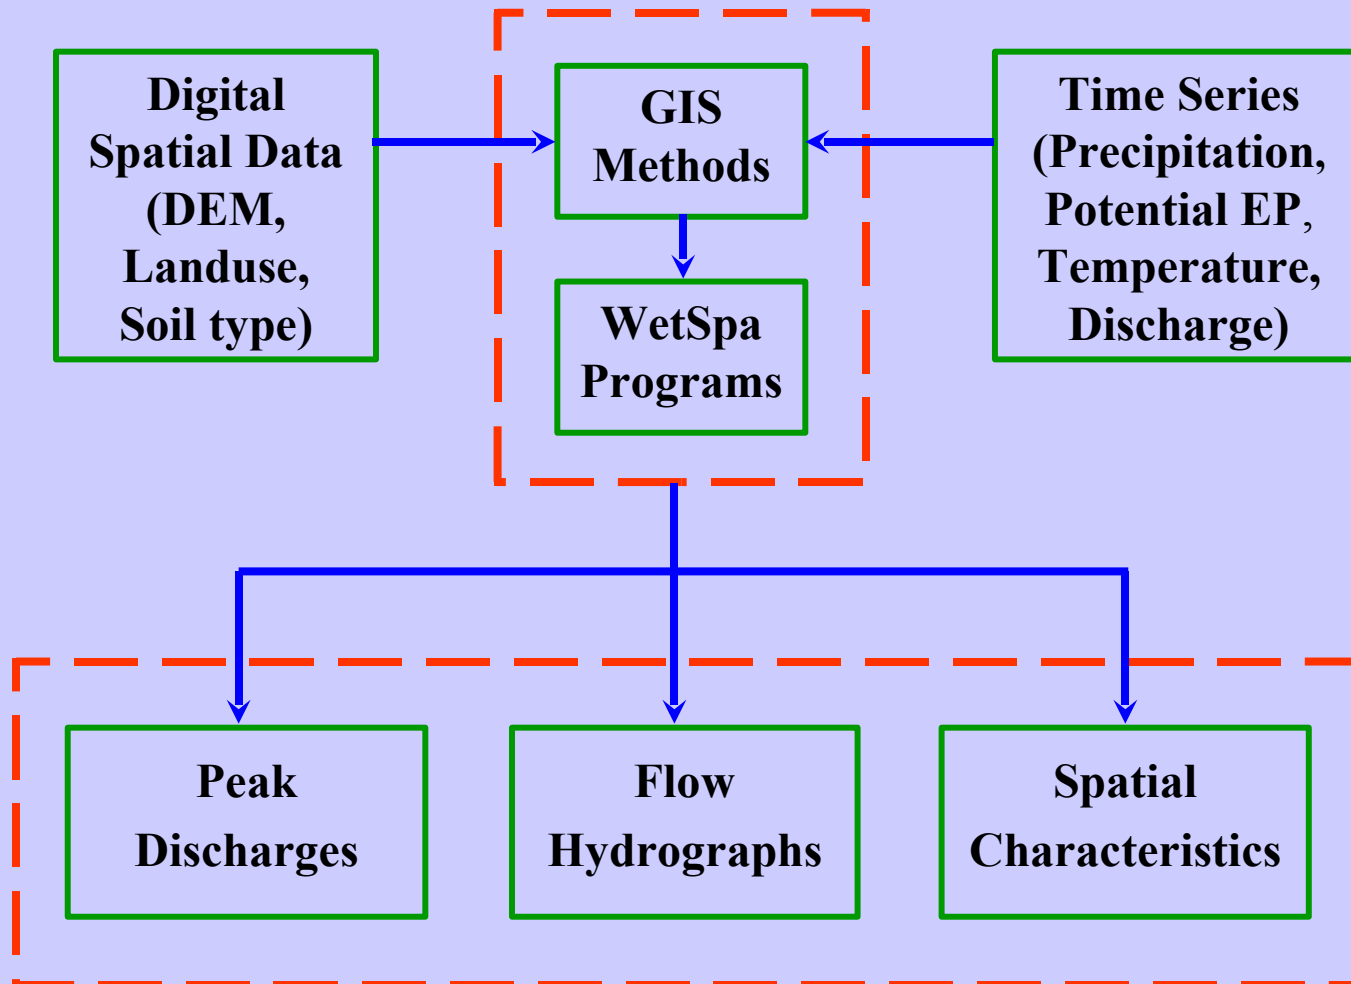 Digital
Spatial Data
(DEM,
Landuse,
Soil type)
GIS
Methods
WetSpa
Programs
Time Series
(Precipitation,
Potential EP,
Temperature,
Discharge)
Peak
Discharges
Flow
Hydrographs
Spatial
Characteristics